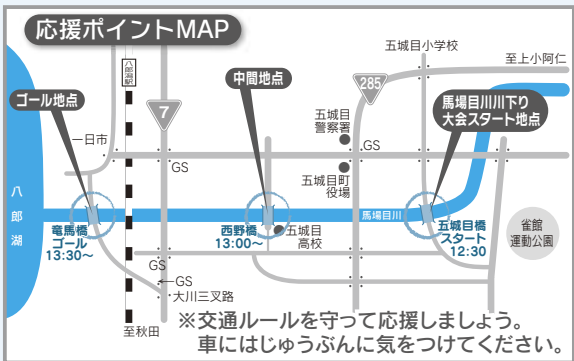 応援ポイントMAP
五城目小学校
至上小阿仁
八郎潟駅
285
ゴール地点
中間地点
馬場目川川下り
大会スタート地点
7
五城目
警察署
一日市
GS
GS
五城目町
役場
八郎湖
馬場目川
竜馬橋
ゴール
13:30~
西野橋
13:00~
五城目
高校
五城目橋
スタート
12:30
雀館
運動公園
GS
←GS
大川三叉路
至秋田
※交通ルールを守って応援しましょう。
車にはじゅうぶんに気をつけてください。